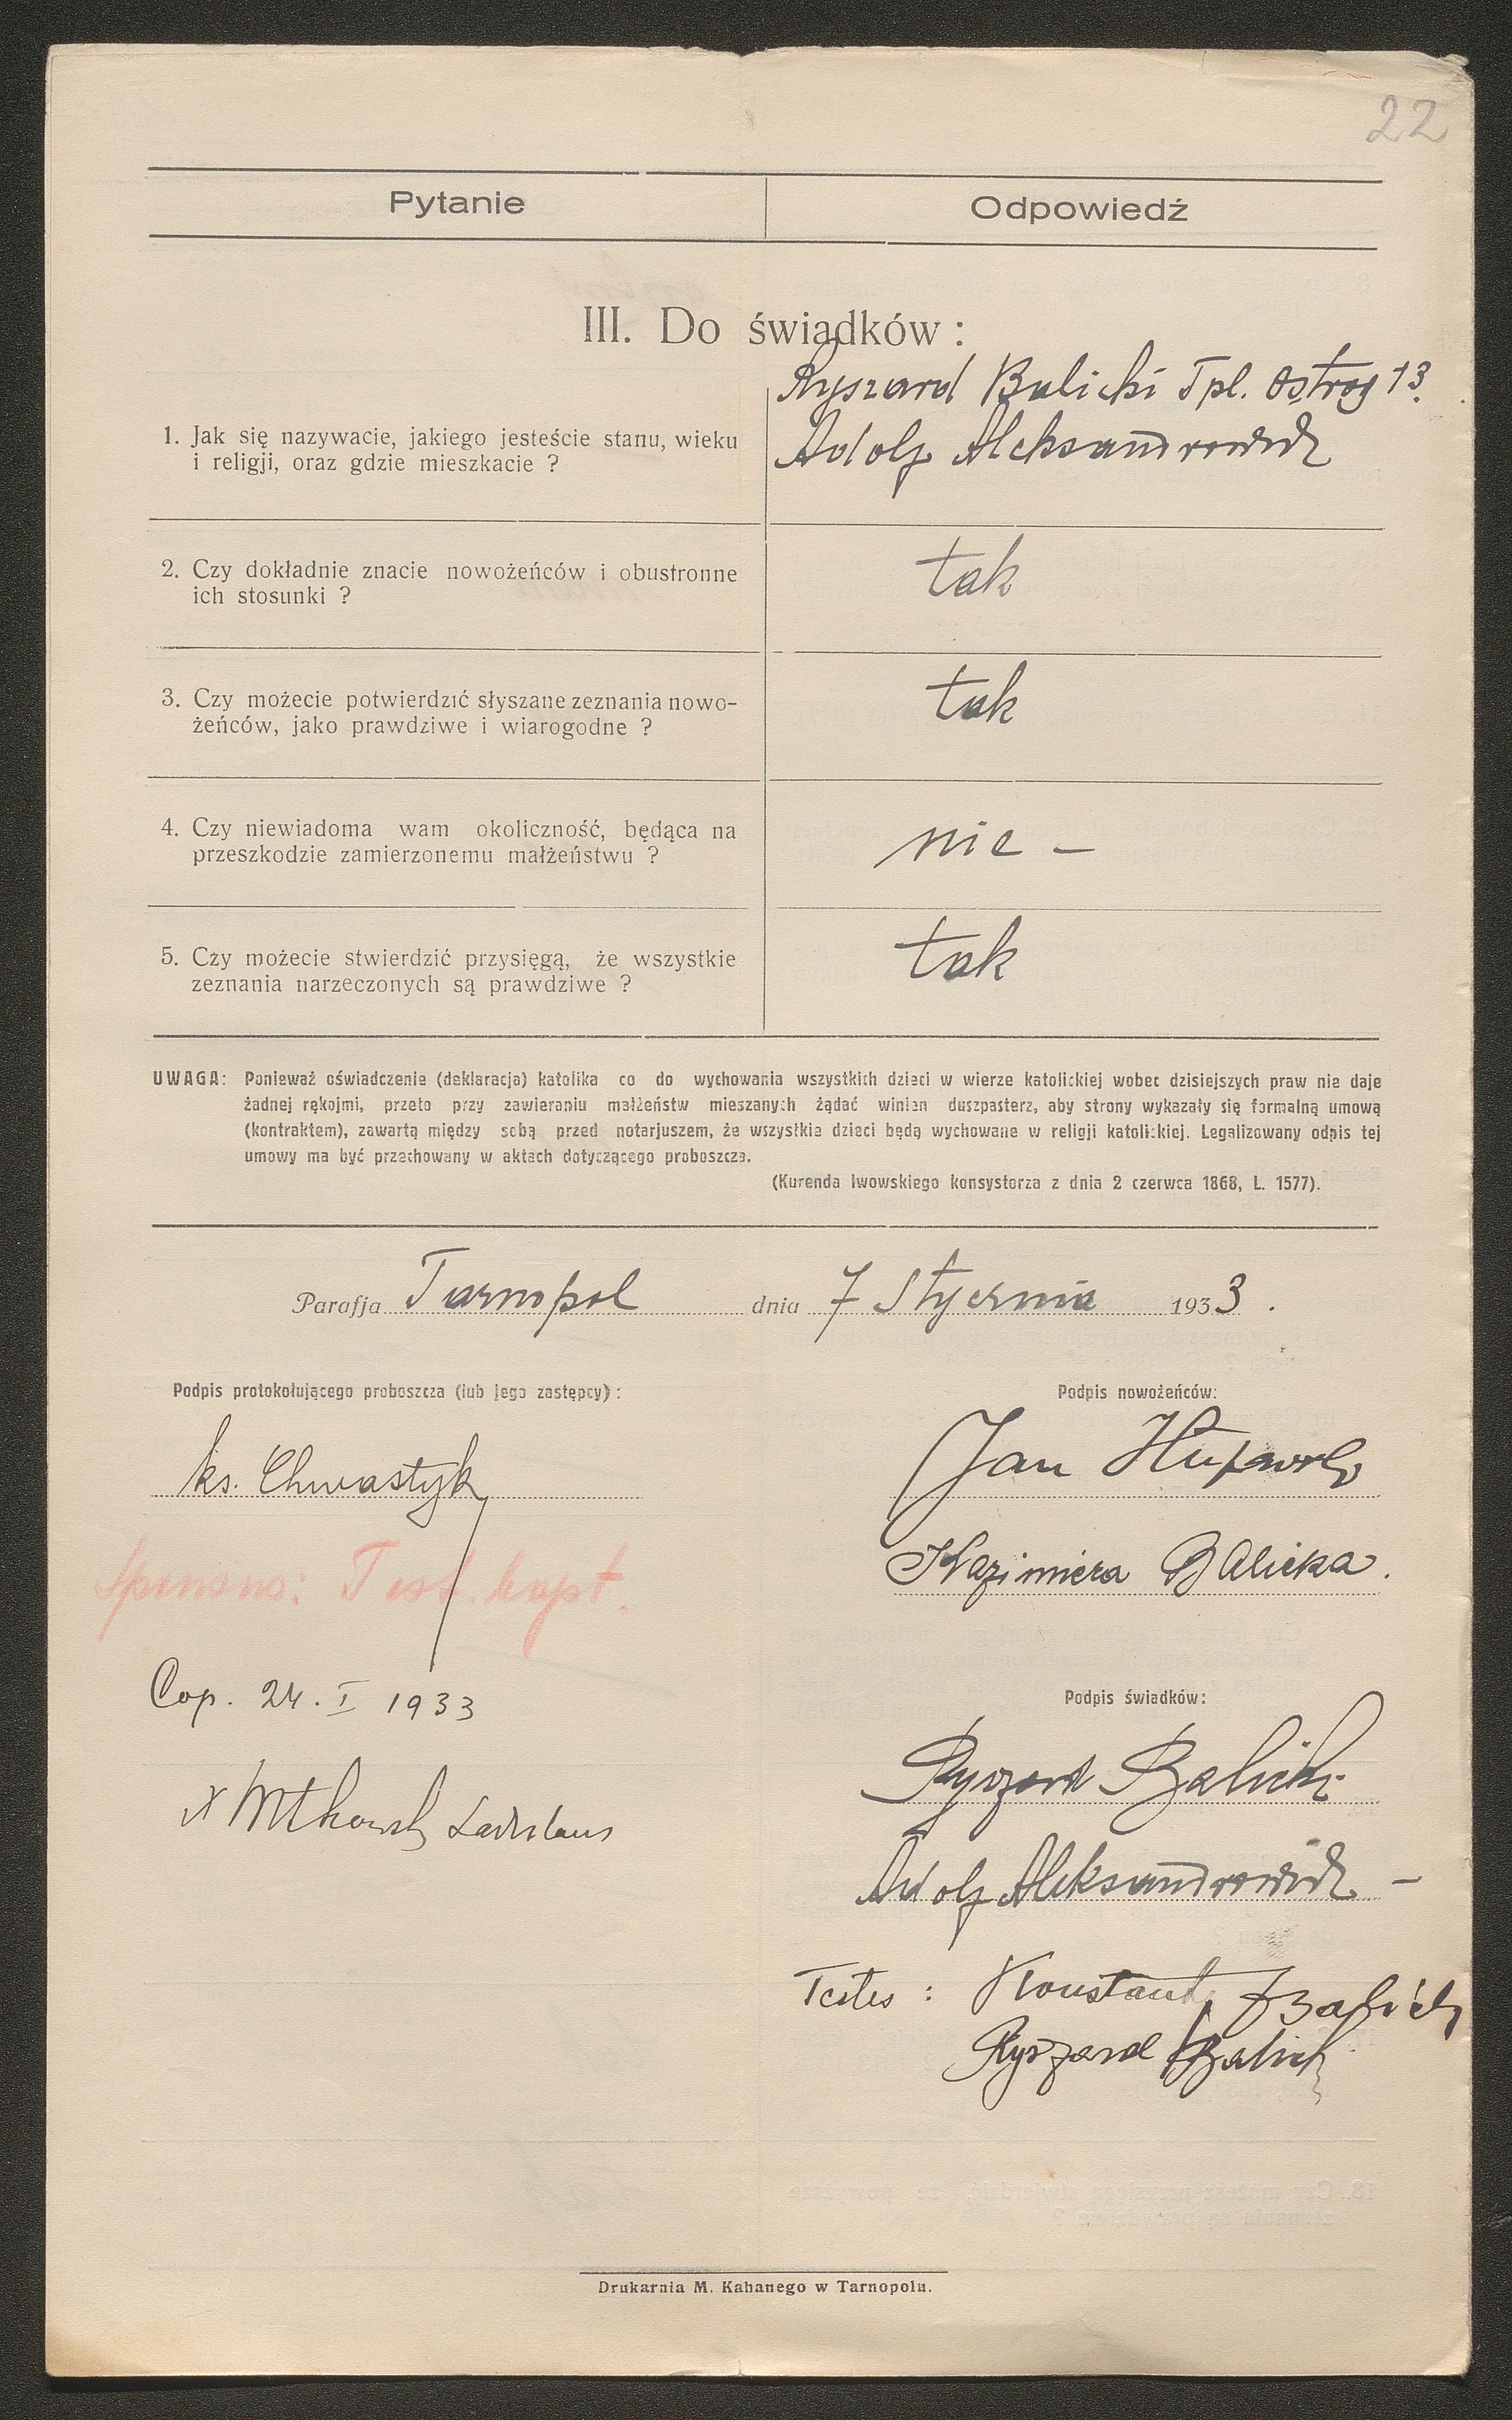 22
Pytanie
Odpowiedź
III. Do świadków :
Ryszard Balicki Tpl. Ostrog 13.
Adolf Aleksandrowicz
1. Jak się nazywacie, jakiego jesteście stanu, wieku
i religji, oraz gdzie mieszkacie ?
2. Czy dokładnie znacie nowożeńców i obustronne
ich stosunki ?
tak
3. Czy możecie potwierdzić słyszane zeznania nowo-
żeńców, jako prawdziwe i wiarogodne ?
tak
4. Czy niewiadoma wam okoliczność, będąca na
przeszkodzie zamierzonemu małżeństwu ?
nie –
5. Czy możecie stwierdzić przysięgą, że wszystkie
zeznania narzeczonych są prawdziwe ?
tak
UWAGA: Ponieważ oświadczenie (deklaracja) katolika co do wychowania wszystkich dzieci w wierze katolickiej wobec dzisiejszych praw nie daje
żadnej rękojmi, przeto przy zawieraniu małżeństw mieszanych żądać winien duszpasterz, aby strony wykazały się formalną umową
(kontraktem), zawartą między sobą przed notarjuszem, że wszystkie dzieci będą wychowane w religji katolickiej. Legalizowany odpis tej
umowy ma być przechowany w aktach dotyczącego proboszcza.
(Kurenda lwowskiego konsystorza z dnia 2 czerwca 1868, L. 1577).
Parafja Tarnopol dnia 7 Stycznia 1933.
Podpis protokołującego proboszcza (lub jego zastępcy) :
Podpis nowożeńców:
ks. Chwastyk
Jan
Kazimiera Balicka.
Sponsus: Test. bapt.
Cop. 24. I 1933
Podpis świadków:
Ryszard Balicki
Ladislaus
Adolf Aleksandrowicz –
Testes : Konstanty Balicki
Ryszard Balicki
Drukarnia M. Kahanego w Tarnopolu.